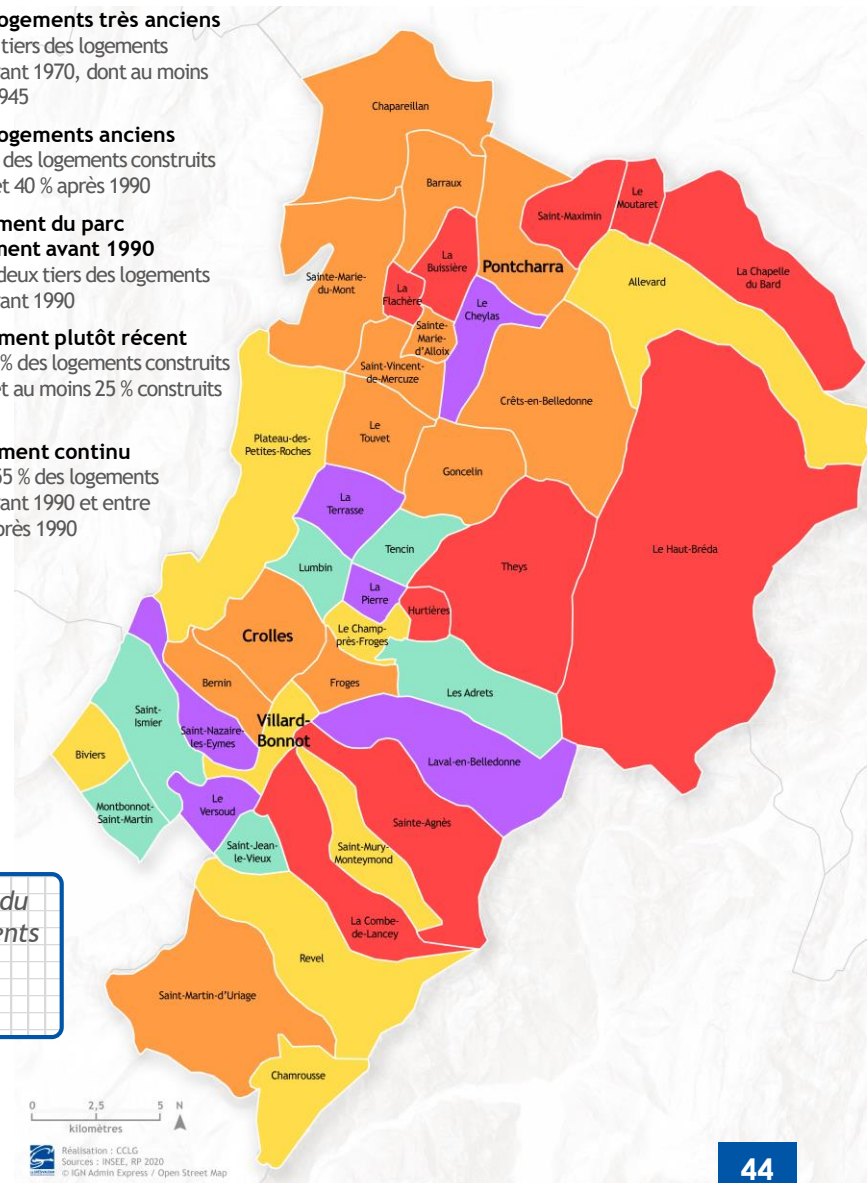 logements très anciens
tiers des logements
vant 1970, dont au moins
945
ogements anciens
des logements construits
et 40 % après 1990
ment du parc
ment avant 1990
deux tiers des logements
vant 1990
ment plutôt récent
% des logements construits
et au moins 25 % construits
ment continu
55 % des logements
vant 1990 et entre
près 1990
Chapareillan
Barraux
Saint-Maximin
Le
Moutaret
La Chapelle
du Bard
La
Buissière
Pontcharra
Allevard
Sainte-Marie-
du-Mont
La
Flachère
Le
Cheylas
Sainte-
Marie-
d'Alloix
Saint-Vincent-
de-Mercuze
Crêts-en-Belledonne
Plateau-des-
Petites-Roches
Le
Touvet
Goncelin
La
Terrasse
Tencin
Le Haut-Bréda
Lumbin
Theys
La
Pierre
Hurtières
Crolles
Le Champ-
près-Froges
Bernin
Froges
Les Adrets
Saint-
Ismier
Villard-
Bonnot
Saint-Nazaire-
les-Eymes
Biviers
Laval-en-Belledonne
Montbonnot-
Saint-Martin
Le
Versoud
Sainte-Agnès
Saint-Jean-
le-Vieux
Saint-Mury-
Monteymond
La Combe-
de-Lancey
du
ents
Revel
Saint-Martin-d'Uriage
Chamrousse
0 2,5 5 N
kilomètres
Réalisation : CCLG
Sources : INSEE, RP 2020
© IGN Admin Express / Open Street Map
44